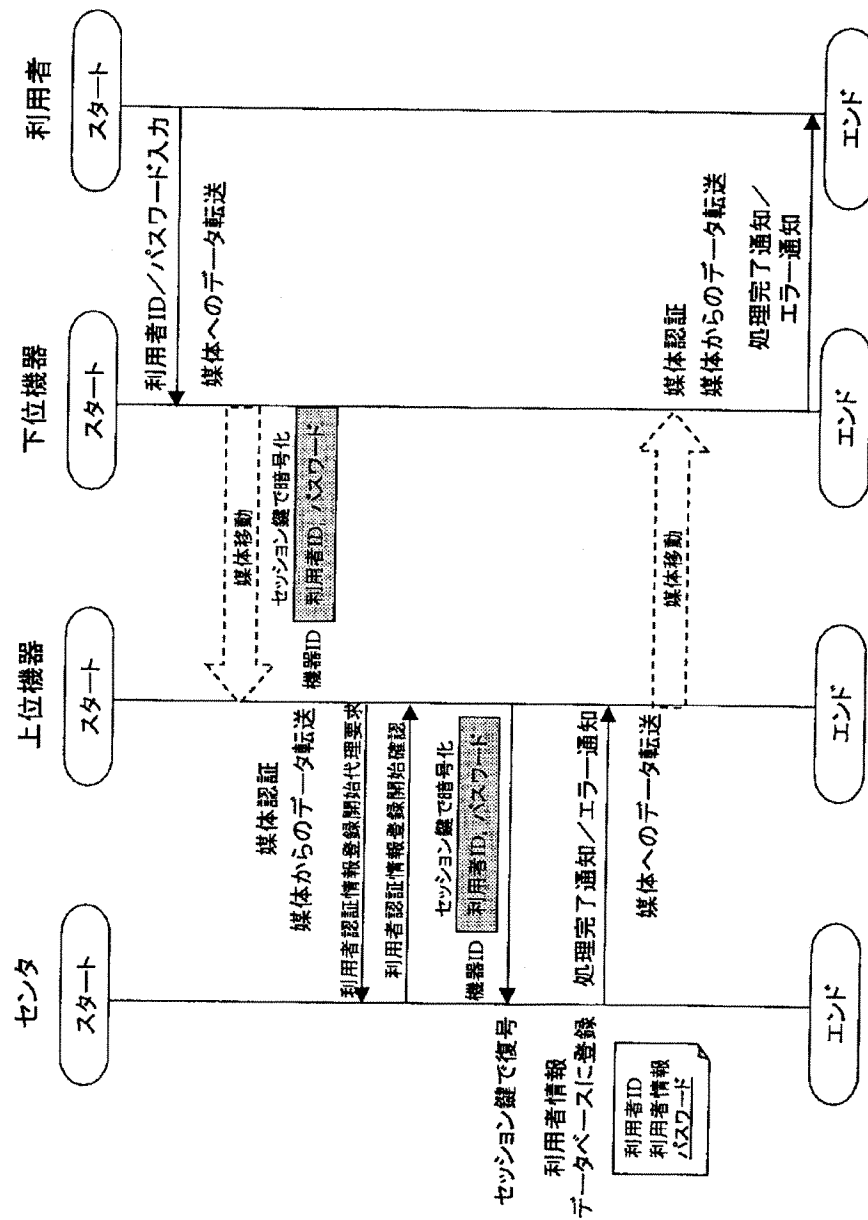 センタ
上位機器
下位機器
利用者
スタート
スタート
スタート
スタート
利用者ID／パスワード入力
媒体へのデータ転送
媒体移動
セッション鍵で暗号化
機器ID
利用者ID, パスワード
媒体認証
媒体からのデータ転送
利用者認証情報登録開始代理要求
利用者認証情報登録開始確認
セッション鍵で暗号化
機器ID
利用者ID, パスワード
セッション鍵で復号
利用者情報
データベースに登録
利用者ID
利用者情報
パスワード
処理完了通知/エラー通知
媒体へのデータ転送
媒体移動
媒体認証
媒体からのデータ転送
処理完了通知／
エラー通知
エンド
エンド
エンド
エンド